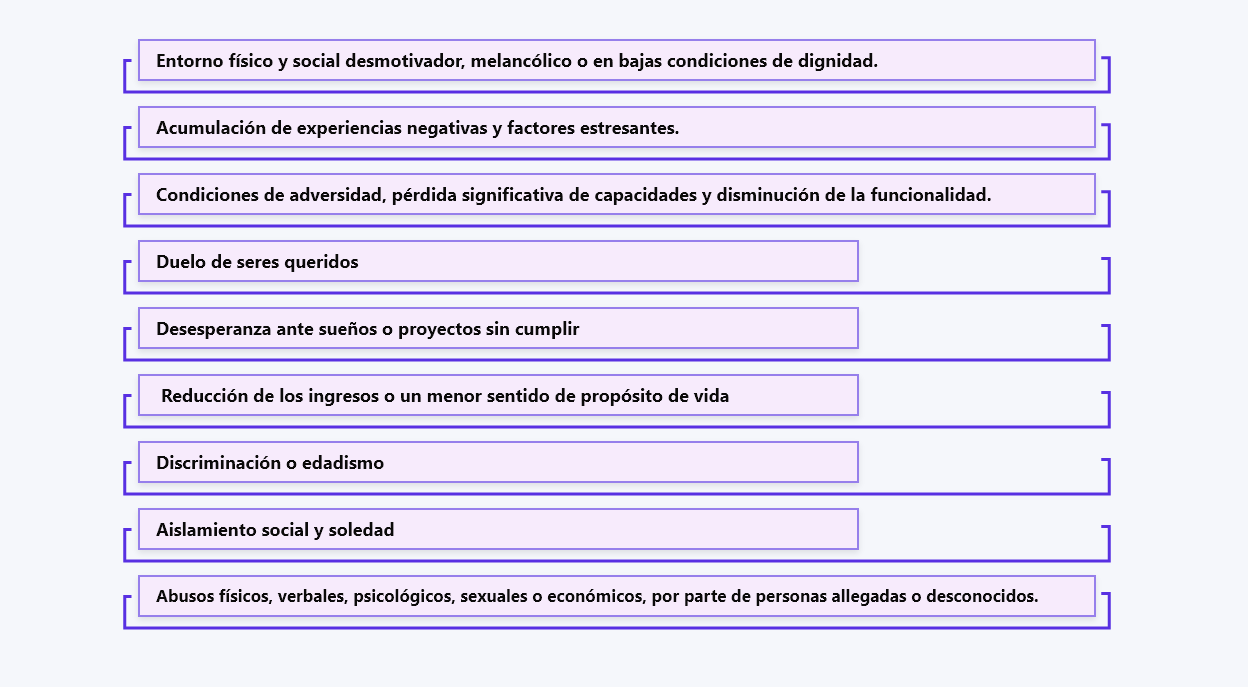 Entorno físico y social desmotivador, melancólico o en bajas condiciones de dignidad.
Acumulación de experiencias negativas y factores estresantes.
Condiciones de adversidad, pérdida significativa de capacidades y disminución de la funcionalidad.
Duelo de seres queridos
Desesperanza ante sueños o proyectos sin cumplir
Reducción de los ingresos o un menor sentido de propósito de vida
Discriminación o edadismo
Aislamiento social y soledad
Abusos físicos, verbales, psicológicos, sexuales o económicos, por parte de personas allegadas o desconocidos.